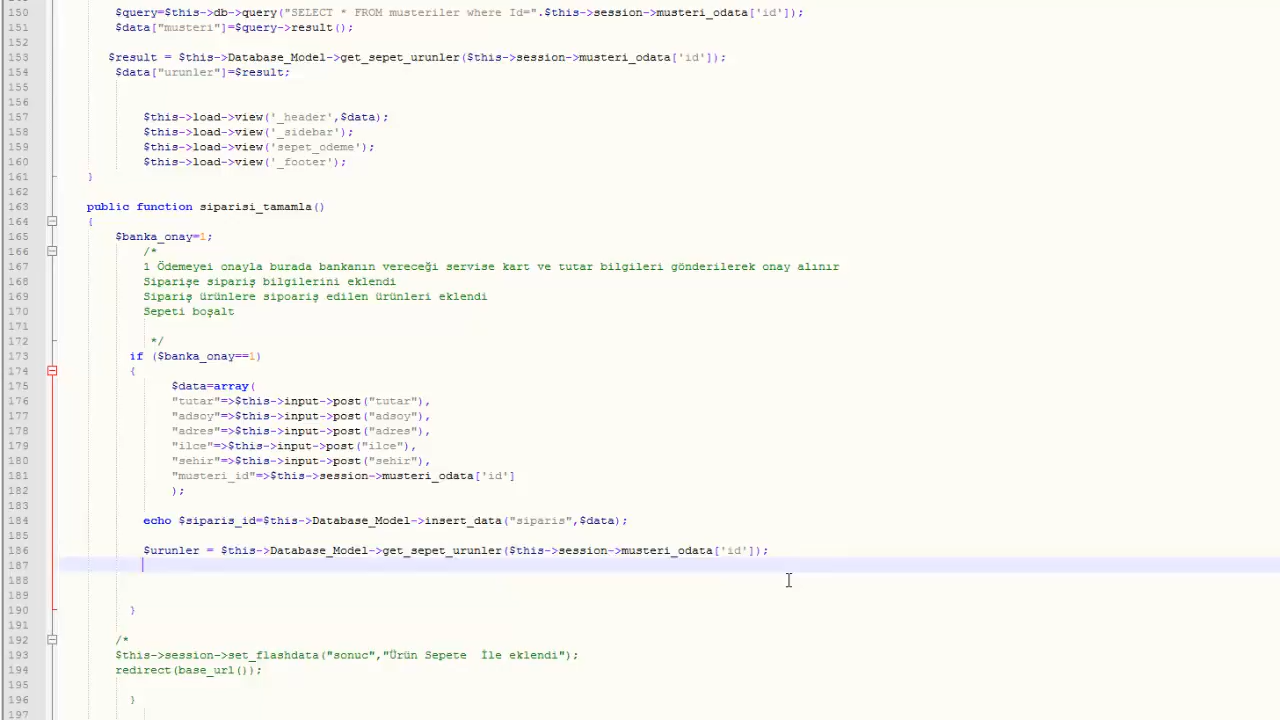 150 $query=$this->db->query("SELECT * FROM musteriler where Id=".$this->session->musteri_odata['id']);
151 $data["musteri"]=$query->result();
152
153 $result = $this->Database_Model->get_sepet_urunler($this->session->musteri_odata['id']);
154 $data["urunler"]=$result;
155
156
157 $this->load->view('_header',$data);
158 $this->load->view('_sidebar');
159 $this->load->view('sepet_odeme');
160 $this->load->view('_footer');
161 }
162
163 public function siparisi_tamamla()
164 {
165 $banka_onay=1;
166 /*
167 1 Ödemeyei onayla burada bankanın vereceği servise kart ve tutar bilgileri gönderilerek onay alınır
168 Siparişe sipariş bilgilerini eklendi
169 Sipariş ürünlere sipoariş edilen ürünleri eklendi
170 Sepeti boşalt
171
172 */
173 if ($banka_onay==1)
174 {
175 $data=array(
176 "tutar"=>$this->input->post("tutar"),
177 "adsoy"=>$this->input->post("adsoy"),
178 "adres"=>$this->input->post("adres"),
179 "ilce"=>$this->input->post("ilce"),
180 "sehir"=>$this->input->post("sehir"),
181 "musteri_id"=>$this->session->musteri_odata['id']
182 );
183
184 echo $siparis_id=$this->Database_Model->insert_data("siparis",$data);
185
186 $urunler = $this->Database_Model->get_sepet_urunler($this->session->musteri_odata['id']);
187
188
189
190 }
191
192 /*
193 $this->session->set_flashdata("sonuc","Ürün Sepete  İle eklendi");
194 redirect(base_url());
195
196 }
197